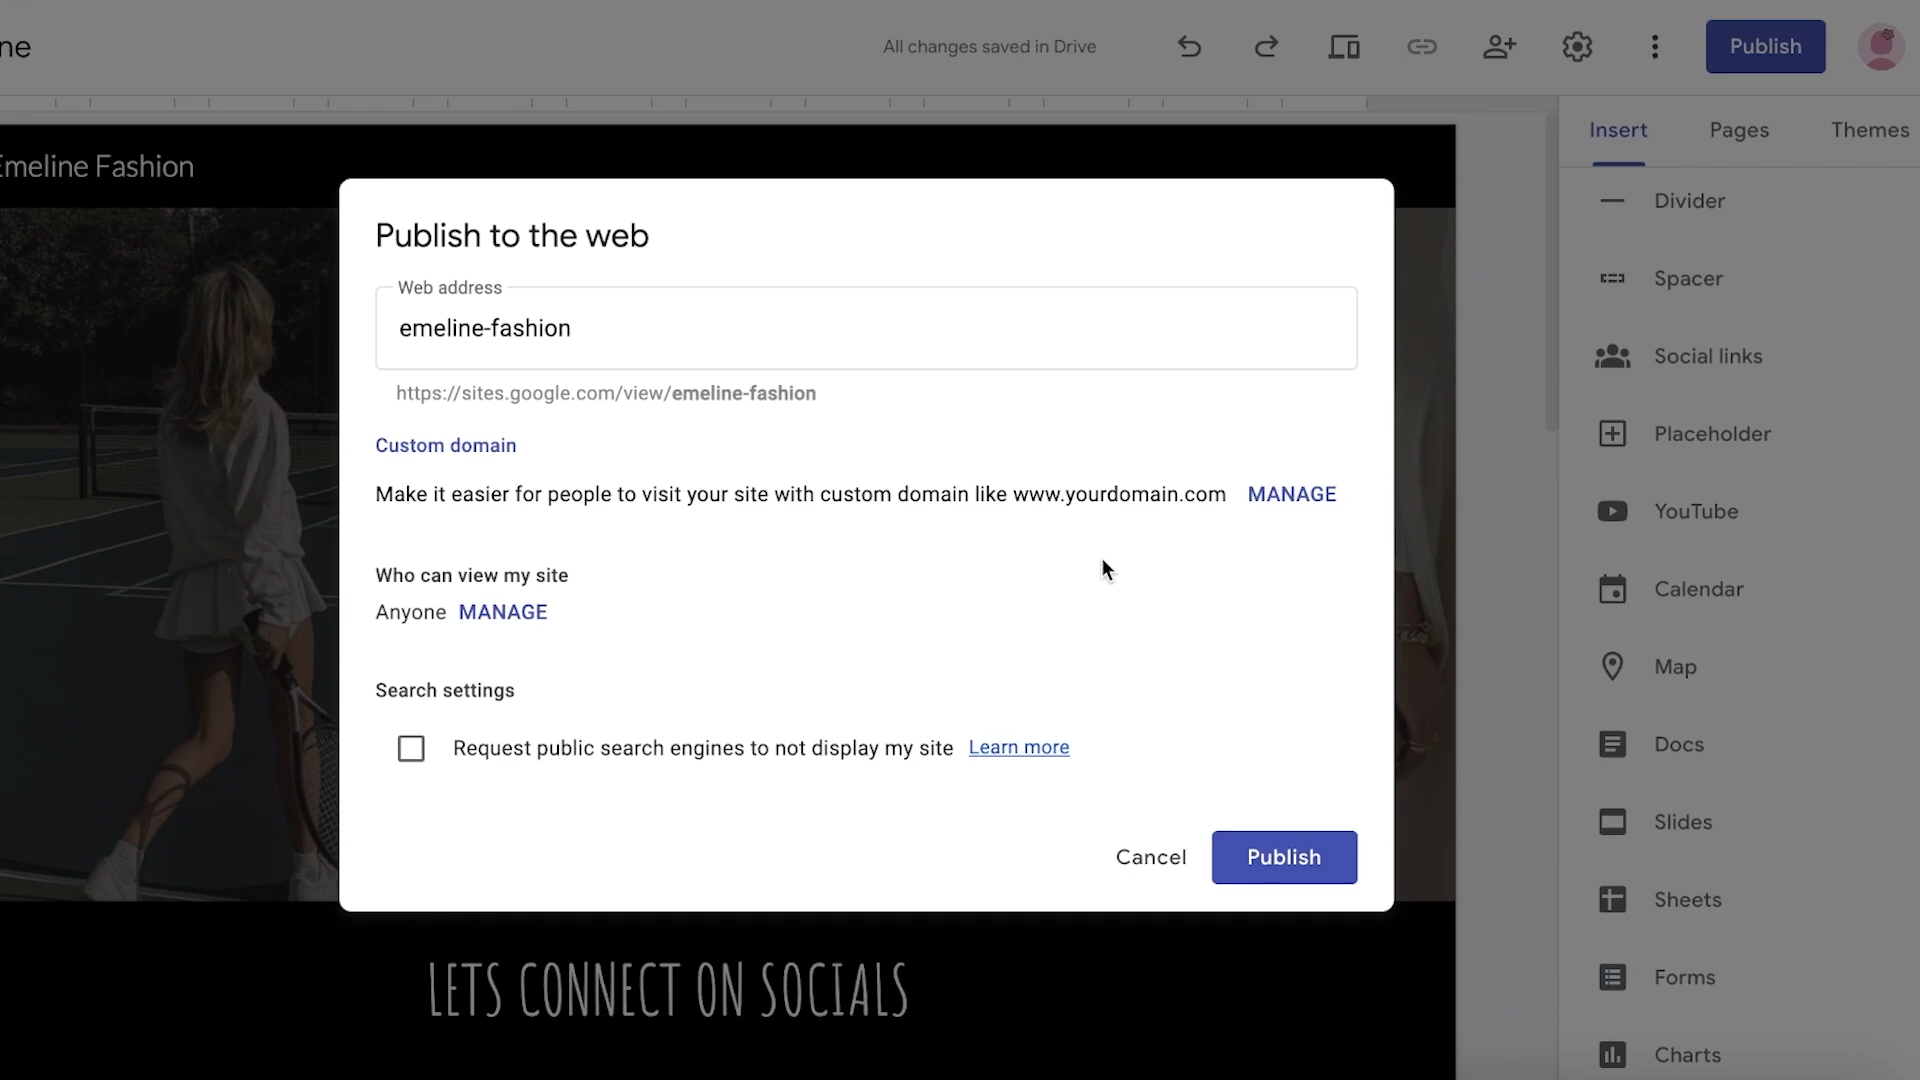 ne
All changes saved in Drive
Publish
Insert Pages Themes
Emeline Fashion
Divider
Spacer
Social links
Placeholder
YouTube
Calendar
Map
Docs
Slides
Sheets
Forms
Charts
Publish to the web
Web address
emeline-fashion
https://sites.google.com/view/emeline-fashion
Custom domain
Make it easier for people to visit your site with custom domain like www.yourdomain.com MANAGE
Who can view my site
Anyone MANAGE
Search settings
Request public search engines to not display my site Learn more
Cancel Publish
LETS CONNECT ON SOCIALS